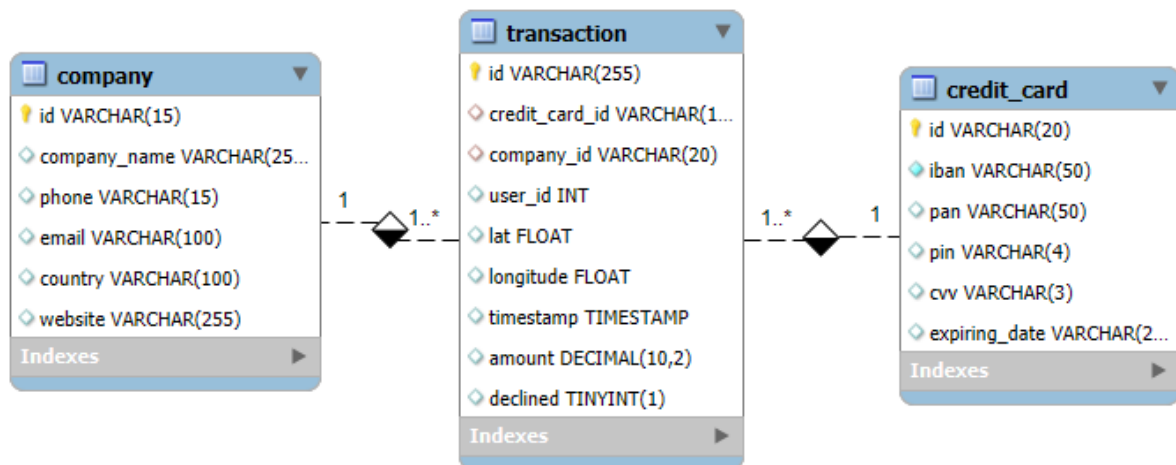 company
id VARCHAR(15)
company_name VARCHAR(25...
phone VARCHAR(15)
email VARCHAR(100)
country VARCHAR(100)
website VARCHAR(255)
Indexes
1
1..*
transaction
id VARCHAR(255)
credit_card_id VARCHAR(1...
company_id VARCHAR(20)
user_id INT
lat FLOAT
longitude FLOAT
timestamp TIMESTAMP
amount DECIMAL(10,2)
declined TINYINT(1)
Indexes
1..*
1
credit_card
id VARCHAR(20)
iban VARCHAR(50)
pan VARCHAR(50)
pin VARCHAR(4)
cvv VARCHAR(3)
expiring_date VARCHAR(2...
Indexes